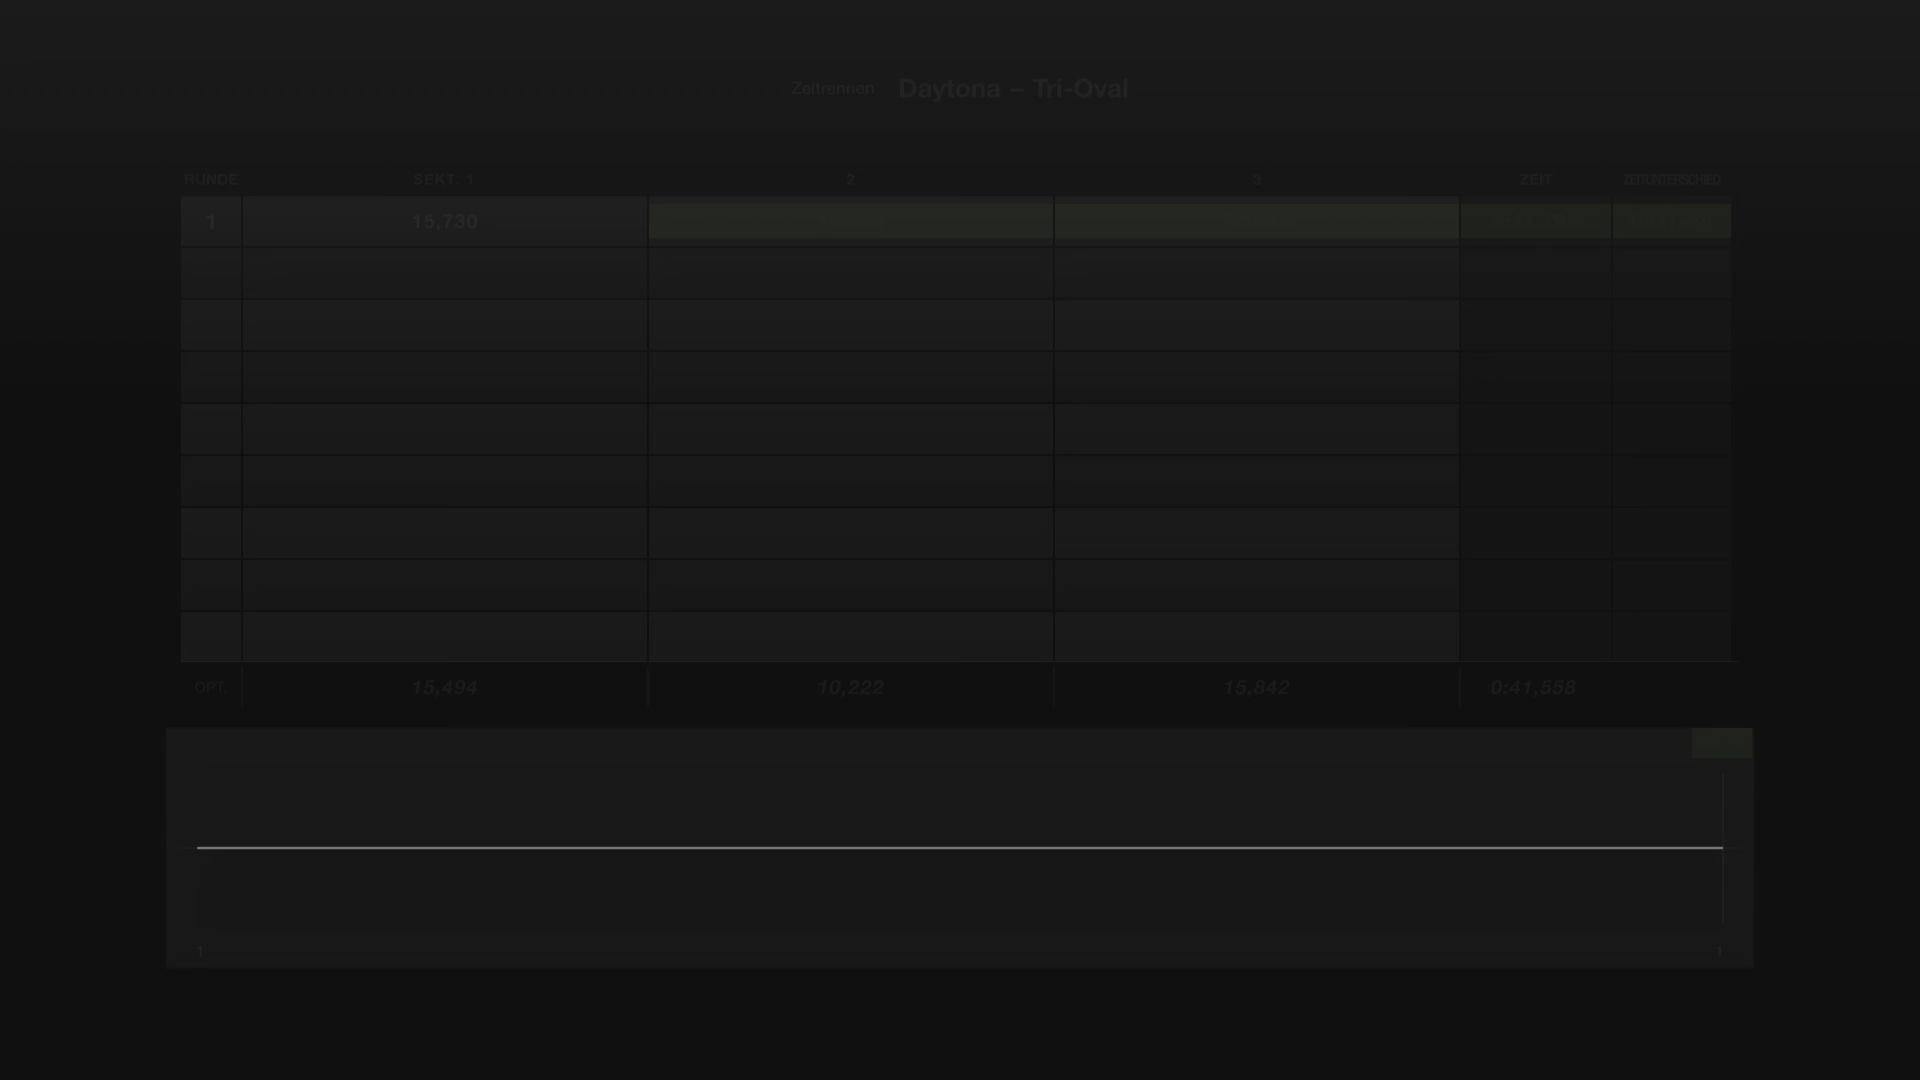 Zeitrennen Daytona – Tri-Oval
RUNDE SEKT. 1 2 3 ZEIT ZEITUNTERSCHIED
1 15,730
OPT. 15,494 10,222 15,842 0:41,558
1 1